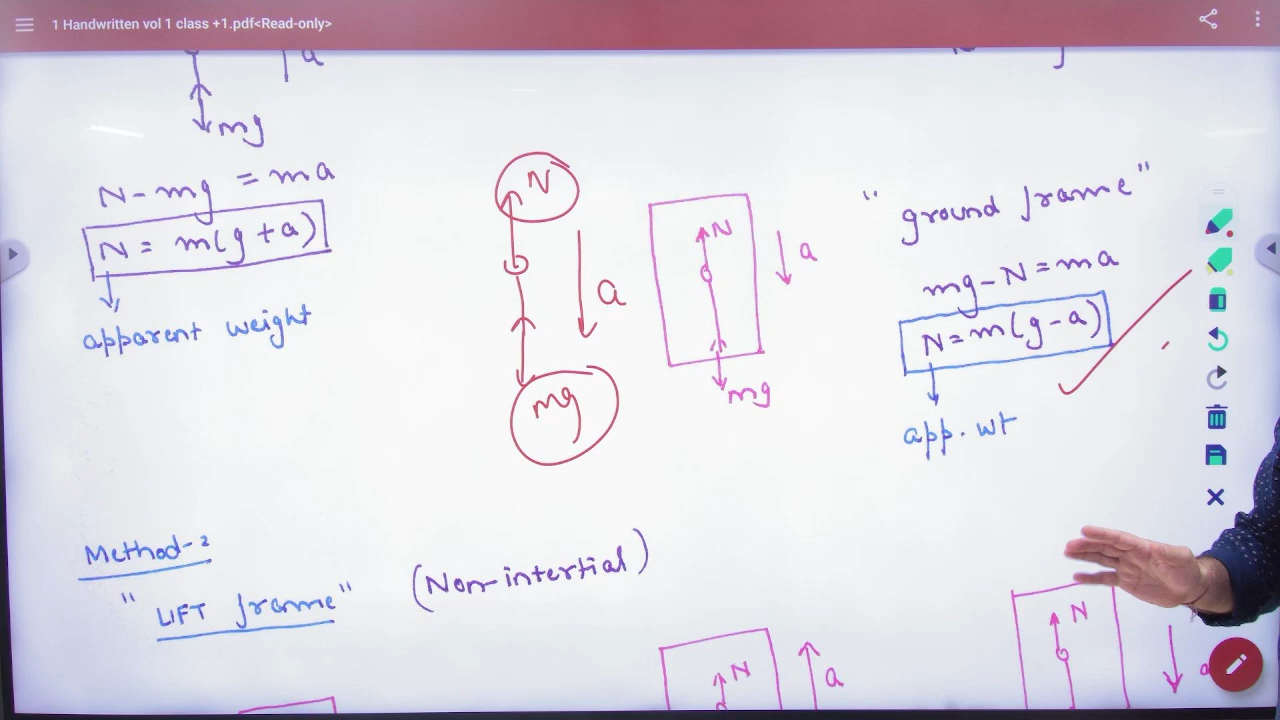 1 Handwritten vol 1 class +1.pdf<Read-only>
a
mg
N - mg = ma
N = m(g + a)
apparent weight
N
a
mg
N
a
mg
" ground frame "
mg - N = ma
N = m(g - a)
app. wt
Method-2
" LIFT frame " (Non-intertial)
N
a
N
a